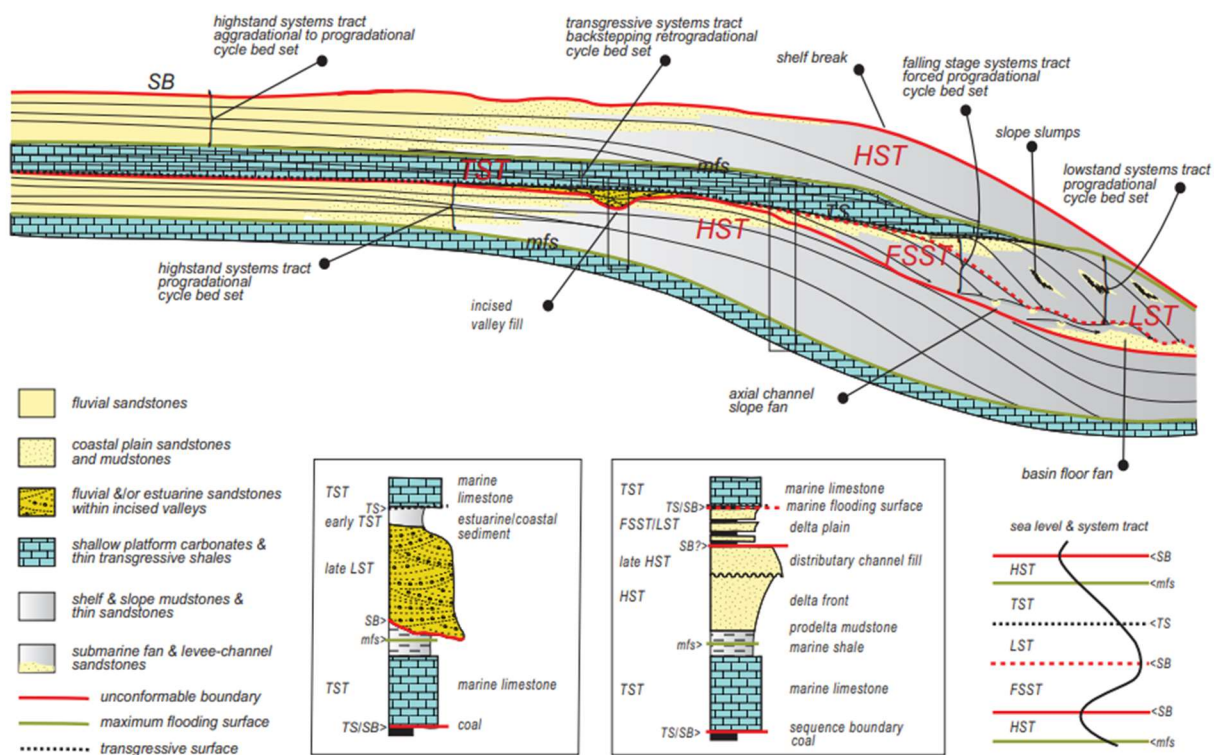 highstand systems tract
aggradational to progradational
cycle bed set
transgressive systems tract
backstepping retrogradational
cycle bed set
shelf break
falling stage systems tract
forced progradational
cycle bed set
slope slumps
lowstand systems tract
progradational
cycle bed set
SB
HST
TST
mfs
TS
HST
FSST
LST
mfs
highstand systems tract
progradational
cycle bed set
incised
valley fill
axial channel
slope fan
basin floor fan
fluvial sandstones
coastal plain sandstones
and mudstones
fluvial &/or estuarine sandstones
within incised valleys
shallow platform carbonates &
thin transgressive shales
shelf & slope mudstones &
thin sandstones
submarine fan & levee-channel
sandstones
unconformable boundary
maximum flooding surface
transgressive surface
TST
marine
limestone
TS>
early TST
estuarine/coastal
sediment
late LST
SB>
mfs>
TST
marine limestone
TS/SB>
coal
TST
marine limestone
TS/SB>
marine flooding surface
FSST/LST
delta plain
SB?>
late HST
distributary channel fill
HST
delta front
prodelta mudstone
mfs>
marine shale
TST
marine limestone
TS/SB>
sequence boundary
coal
sea level & system tract
<SB
HST
<mfs
TST
<TS
LST
<SB
FSST
<SB
HST
<mfs